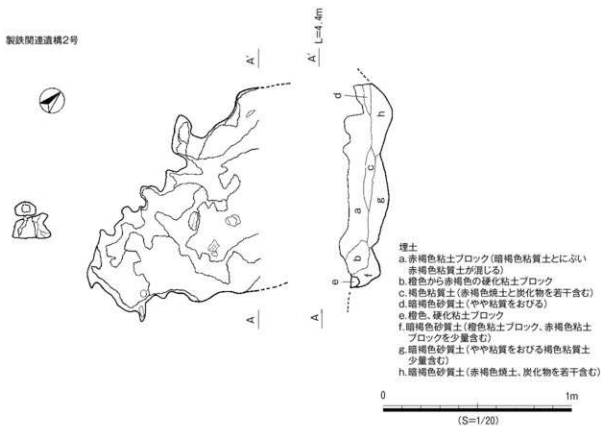 製鉄関連遺構2号
A'
A'
L=4.4m
d
h
c
a
g
b
f
e
A
A
埋土
a.赤褐色粘土ブロック(暗褐色粘質土とにぶい
赤褐色粘質土が混じる)
b.橙色から赤褐色の硬化粘土ブロック
c.褐色粘質土(赤褐色焼土と炭化物を若干含む)
d.暗褐色砂質土(やや粘質をおびる)
e.橙色、硬化粘土ブロック
f.暗褐色砂質土(橙色粘土ブロック、赤褐色粘土
ブロックを少量含む)
g.暗褐色砂質土(やや粘質をおびる褐色粘質土
少量含む)
h.暗褐色砂質土(赤褐色焼土、炭化物を若干含む)
0 1m
(S=1/20)